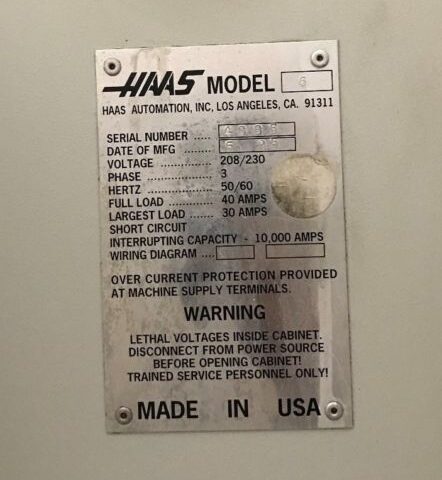 HAAS MODEL 6
HAAS AUTOMATION, INC, LOS ANGELES, CA. 91311
SERIAL NUMBER ........
DATE OF MFG ........
VOLTAGE .............. 208/230
PHASE .................. 3
HERTZ .................. 50/60
FULL LOAD ........... 40 AMPS
LARGEST LOAD ..... 30 AMPS
SHORT CIRCUIT
INTERRUPTING CAPACITY - 10,000 AMPS
WIRING DIAGRAM ....
OVER CURRENT PROTECTION PROVIDED
AT MACHINE SUPPLY TERMINALS.
WARNING
LETHAL VOLTAGES INSIDE CABINET.
DISCONNECT FROM POWER SOURCE
BEFORE OPENING CABINET!
TRAINED SERVICE PERSONNEL ONLY!
MADE IN USA